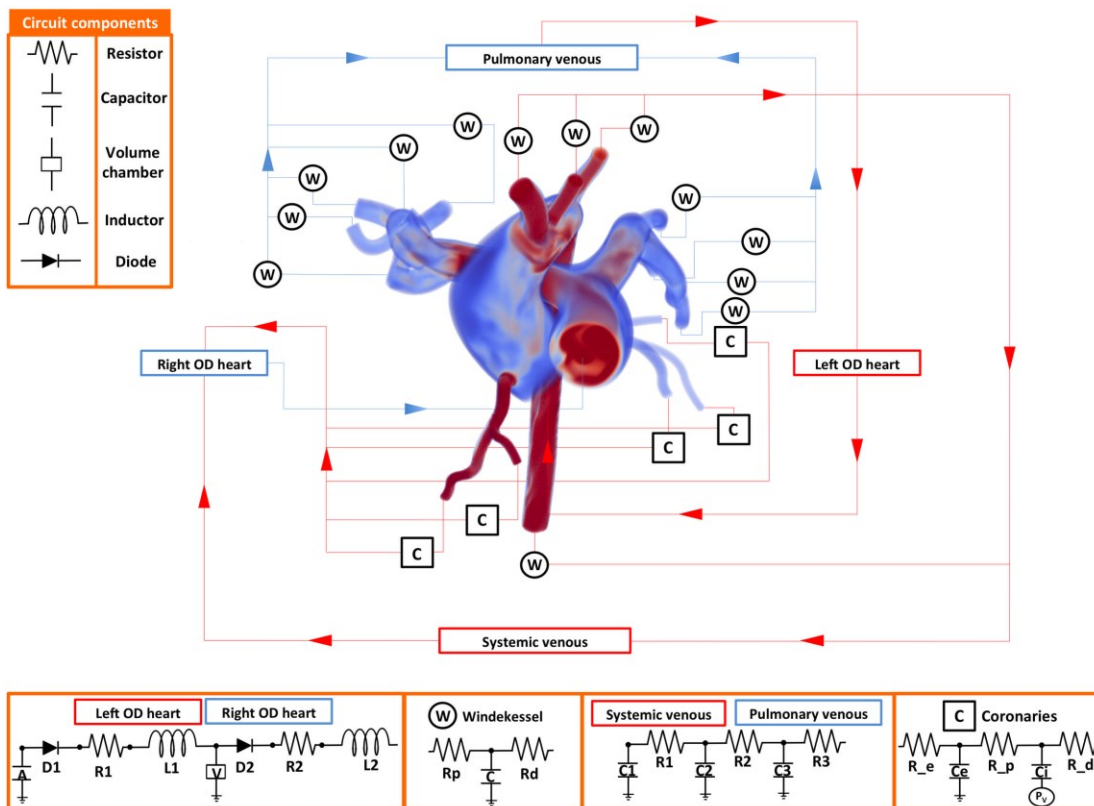 Circuit components
Resistor
Capacitor
Volume
chamber
Inductor
Diode
Pulmonary venous
W
W
W
W
W
W
W
W
W
W
W
W
W
C
Right OD heart
Left OD heart
C
C
C
C
W
Systemic venous
Left OD heart
Right OD heart
A
D1
R1
L1
V
D2
R2
L2
W Windekessel
Rp
C
Rd
Systemic venous
Pulmonary venous
C1
R1
C2
R2
C3
R3
C Coronaries
R_e
Ce
R_p
Ci
R_d
Pv